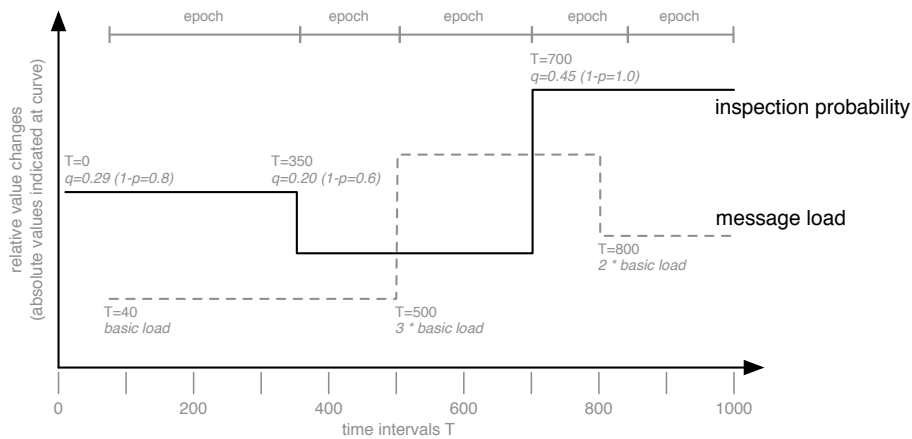 epoch epoch epoch epoch epoch
T=700
q=0.45 (1-p=1.0)
inspection probability
T=0
q=0.29 (1-p=0.8)
T=350
q=0.20 (1-p=0.6)
message load
T=800
2 * basic load
T=40
basic load
T=500
3 * basic load
relative value changes
(absolute values indicated at curve)
0 200 400 600 800 1000
time intervals T